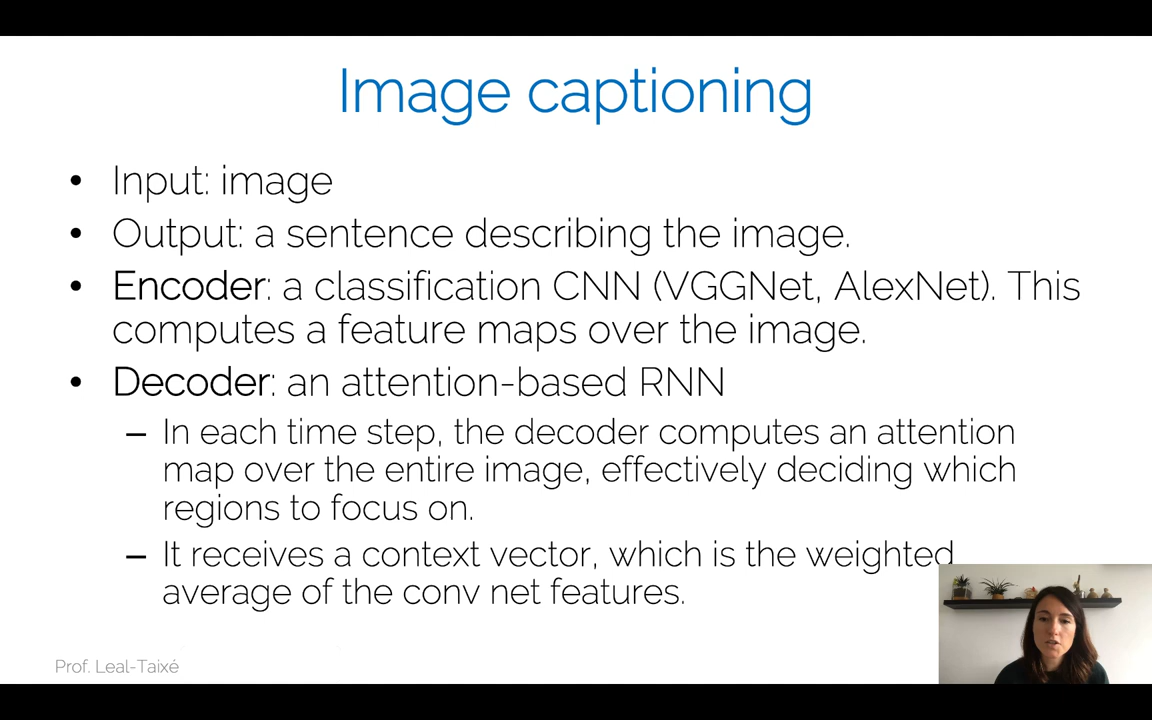 Image captioning
• Input: image
• Output: a sentence describing the image.
• Encoder: a classification CNN (VGGNet, AlexNet). This
computes a feature maps over the image.
• Decoder: an attention-based RNN
– In each time step, the decoder computes an attention
map over the entire image, effectively deciding which
regions to focus on.
– It receives a context vector, which is the weighted
average of the conv net features.
Prof. Leal-Taixé